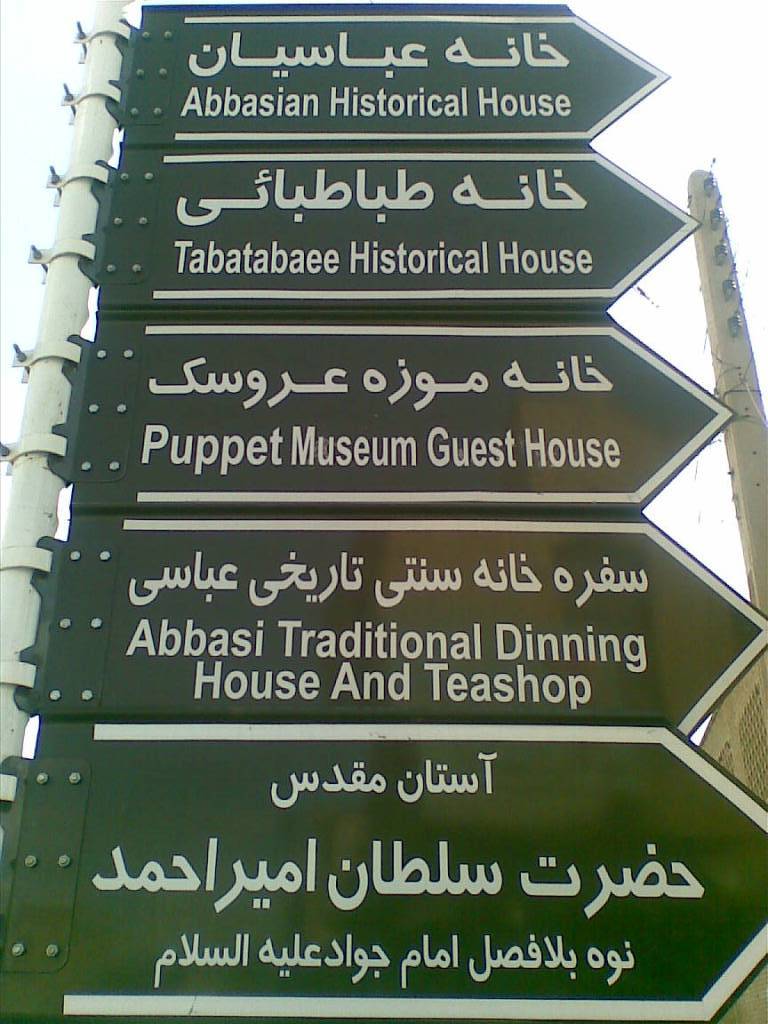 خانه عباسیان
Abbasian Historical House
خانه طباطبائی
Tabatabaee Historical House
خانه موزه عروسک
Puppet Museum Guest House
سفره خانه سنتی تاریخی عباسی
Abbasi Traditional Dinning
House And Teashop
آستان مقدس
حضرت سلطان امیراحمد
نوه بلافصل امام جوادعلیه السلام